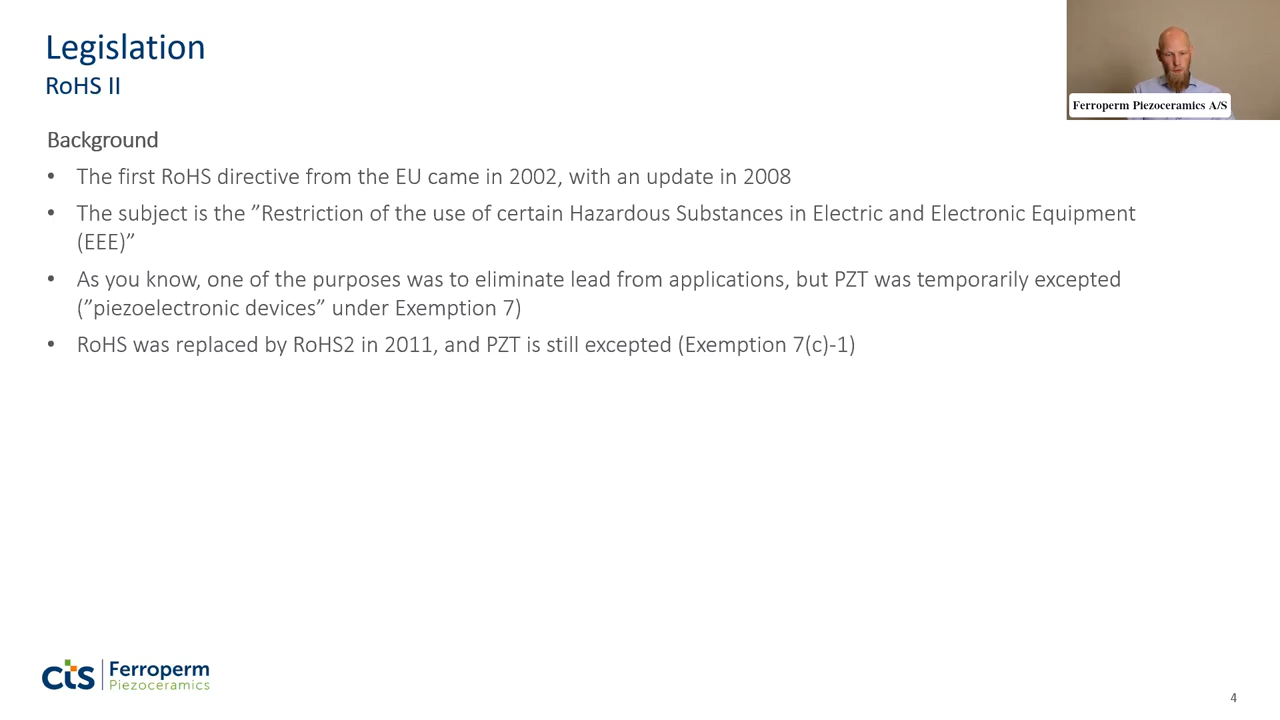 Legislation
RoHS II
Ferroperm Piezoceramics A/S
Background
• The first RoHS directive from the EU came in 2002, with an update in 2008
• The subject is the ”Restriction of the use of certain Hazardous Substances in Electric and Electronic Equipment
(EEE)”
• As you know, one of the purposes was to eliminate lead from applications, but PZT was temporarily excepted
(”piezoelectronic devices” under Exemption 7)
• RoHS was replaced by RoHS2 in 2011, and PZT is still excepted (Exemption 7(c)-1)
cts Ferroperm
Piezoceramics
4